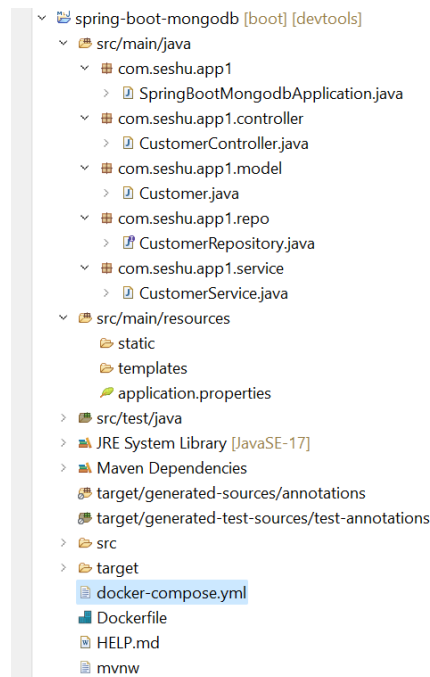 spring-boot-mongodb [boot] [devtools]
src/main/java
com.seshu.app1
SpringBootMongodbApplication.java
com.seshu.app1.controller
CustomerController.java
com.seshu.app1.model
Customer.java
com.seshu.app1.repo
CustomerRepository.java
com.seshu.app1.service
CustomerService.java
src/main/resources
static
templates
application.properties
src/test/java
JRE System Library [JavaSE-17]
Maven Dependencies
target/generated-sources/annotations
target/generated-test-sources/test-annotations
src
target
docker-compose.yml
Dockerfile
HELP.md
mvnw